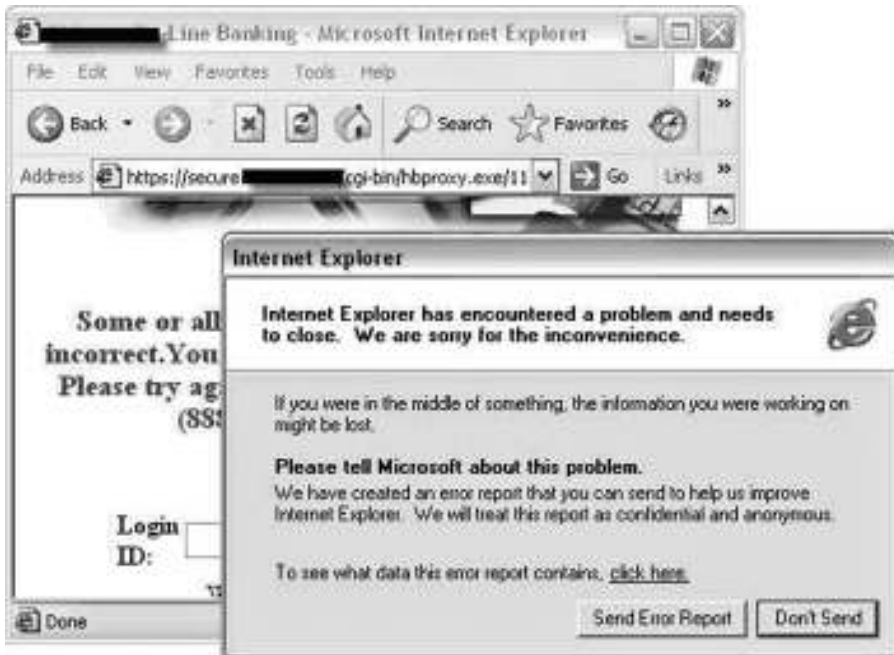 Line Banking - Microsoft Internet Explorer
File Edit View Favorites Tools Help
Back Search Favorites »
Address https://secure cgi-bin/hbproxy.exe/11 Go Links »
Internet Explorer
Internet Explorer has encountered a problem and needs
to close. We are sorry for the inconvenience.
If you were in the middle of something, the information you were working on
might be lost.
Please tell Microsoft about this problem.
We have created an error report that you can send to help us improve
Internet Explorer. We will treat this report as confidential and anonymous.
To see what data this error report contains, click here.
Send Error Report Don't Send
Some or all
incorrect.You
Please try
Login
ID:
Done